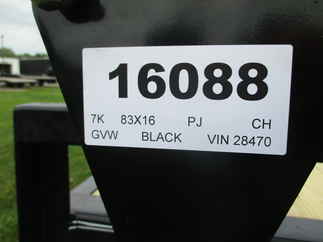 16088
7K 83X16 PJ CH
GVW BLACK VIN 28470